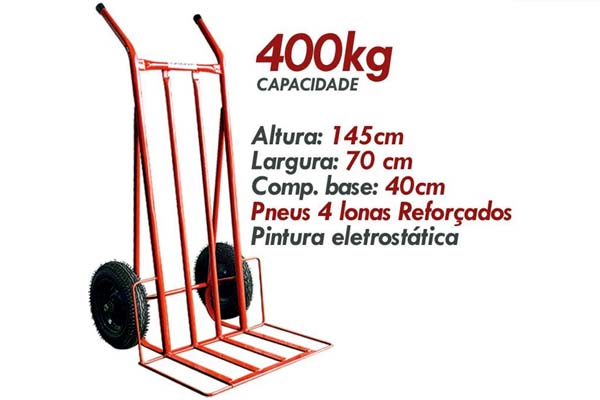 400kg
CAPACIDADE
Altura: 145cm
Largura: 70 cm
Comp. base: 40cm
Pneus 4 lonas Reforçados
Pintura eletrostática